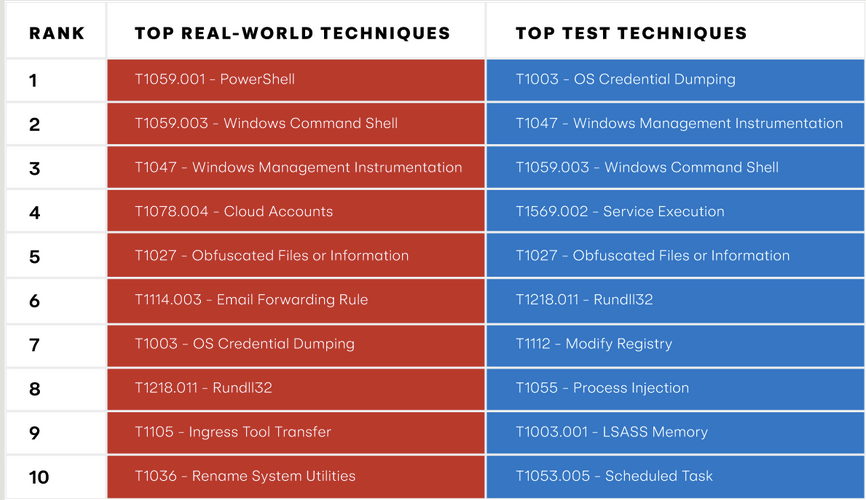 RANK TOP REAL-WORLD TECHNIQUES TOP TEST TECHNIQUES
1 T1059.001 - PowerShell T1003 - OS Credential Dumping
2 T1059.003 - Windows Command Shell T1047 - Windows Management Instrumentation
3 T1047 - Windows Management Instrumentation T1059.003 - Windows Command Shell
4 T1078.004 - Cloud Accounts T1569.002 - Service Execution
5 T1027 - Obfuscated Files or Information T1027 - Obfuscated Files or Information
6 T1114.003 - Email Forwarding Rule T1218.011 - Rundll32
7 T1003 - OS Credential Dumping T1112 - Modify Registry
8 T1218.011 - Rundll32 T1055 - Process Injection
9 T1105 - Ingress Tool Transfer T1003.001 - LSASS Memory
10 T1036 - Rename System Utilities T1053.005 - Scheduled Task